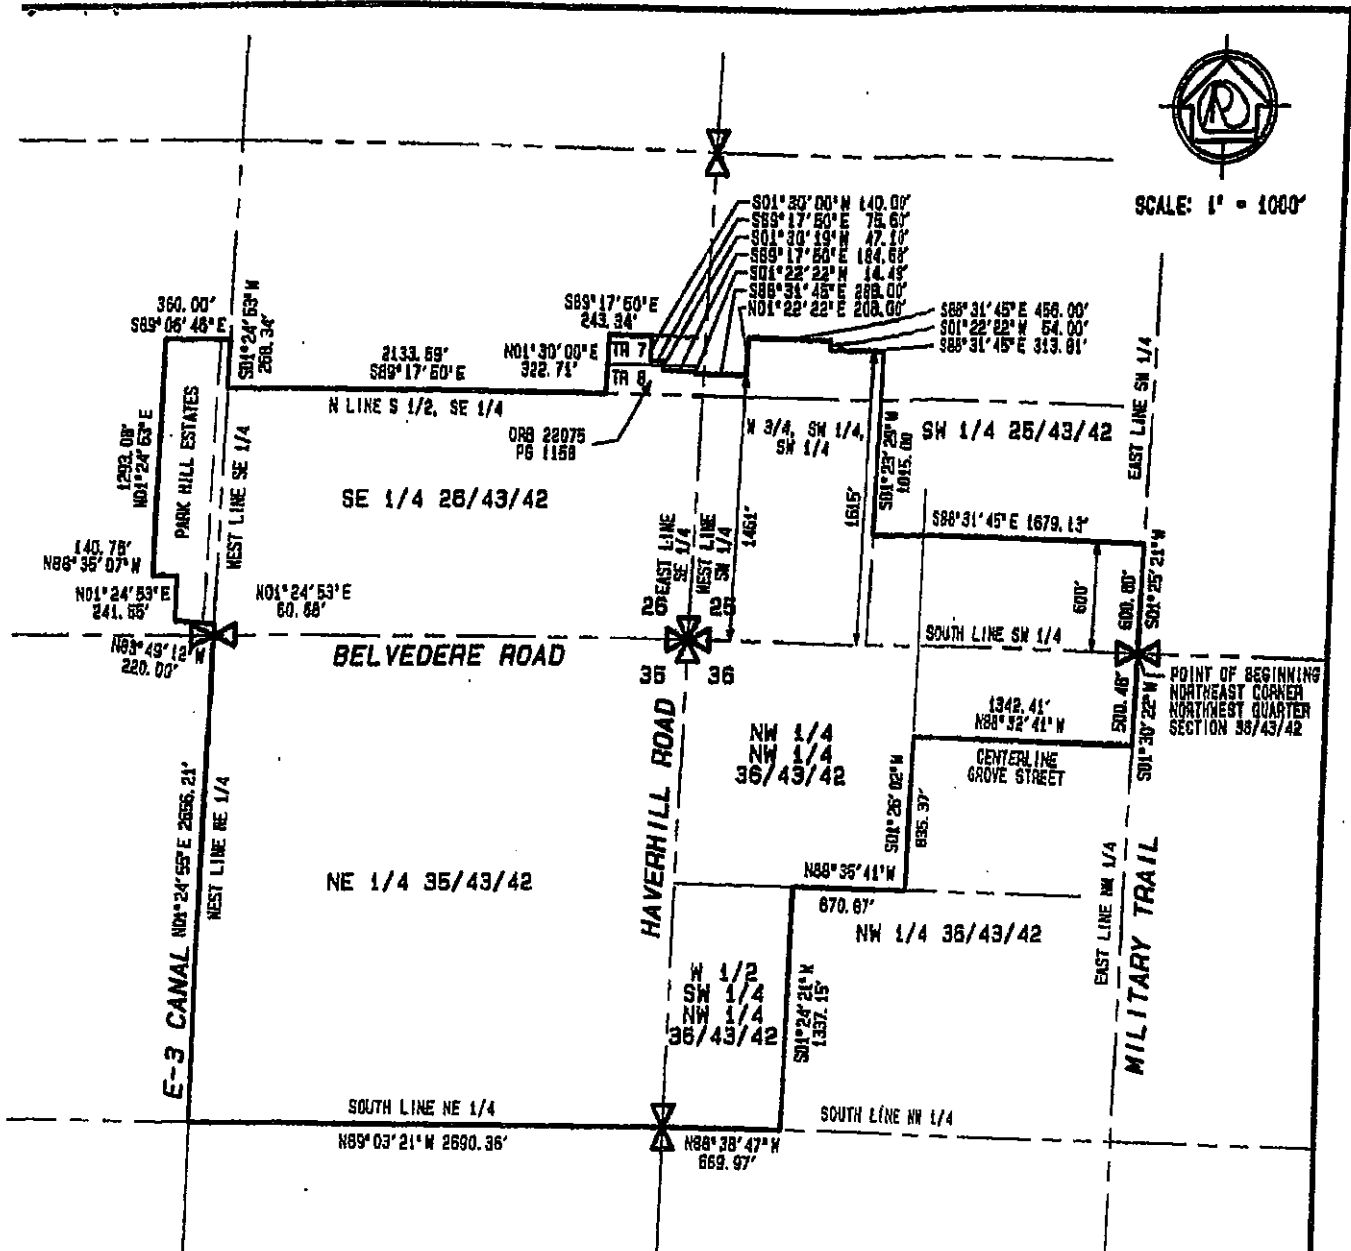 SCALE: 1" = 1000'
S01°30'00"W 140.00'
S89°17'50"E 75.60'
S01°30'19"W 47.10'
S89°17'50"E 184.68'
S01°22'22"W 14.49'
S88°31'45"E 288.00'
N01°22'22"E 208.00'
S88°31'45"E 456.00'
S01°22'22"W 54.00'
S88°31'45"E 313.81'
360.00'
S89°06'46"E
S01°24'53"W
268.34'
S89°17'50"E
243.34'
2133.69'
S89°17'50"E
N01°30'00"E
322.71'
TR 7
TR 8
N LINE S 1/2, SE 1/4
ORB 22075
PG 1158
W 3/4, SW 1/4,
SW 1/4
SW 1/4 25/43/42
EAST LINE SW 1/4
1293.08'
N01°24'53"E
PARK HILL ESTATES
WEST LINE SE 1/4
SE 1/4 26/43/42
S01°23'29"W
1015.00
1615'
1461'
S88°31'45"E 1679.13'
140.76'
N86°35'07"W
N01°24'53"E
241.55'
N01°24'53"E
60.88'
EAST LINE
SE 1/4
WEST LINE
SW 1/4
26 25
600'
600.80'
S01°25'21"W
SOUTH LINE SW 1/4
N83°49'12"W
220.00'
BELVEDERE ROAD
35 36
POINT OF BEGINNING
NORTHEAST CORNER
NORTHWEST QUARTER
SECTION 36/43/42
500.46'
S01°30'22"W
1342.41'
N88°32'41"W
CENTERLINE
GROVE STREET
NW 1/4
NW 1/4
36/43/42
HAVERHILL ROAD
S01°26'02"W
835.37'
E-3 CANAL N01°24'55"E 2656.21'
WEST LINE NE 1/4
NE 1/4 35/43/42
N88°35'41"W
670.67'
NW 1/4 36/43/42
EAST LINE NW 1/4
MILITARY TRAIL
W 1/2
SW 1/4
NW 1/4
36/43/42
S01°24'21"W
1337.15'
SOUTH LINE NE 1/4
SOUTH LINE NW 1/4
N89°03'21"W 2690.36'
N88°38'47"W
669.97'